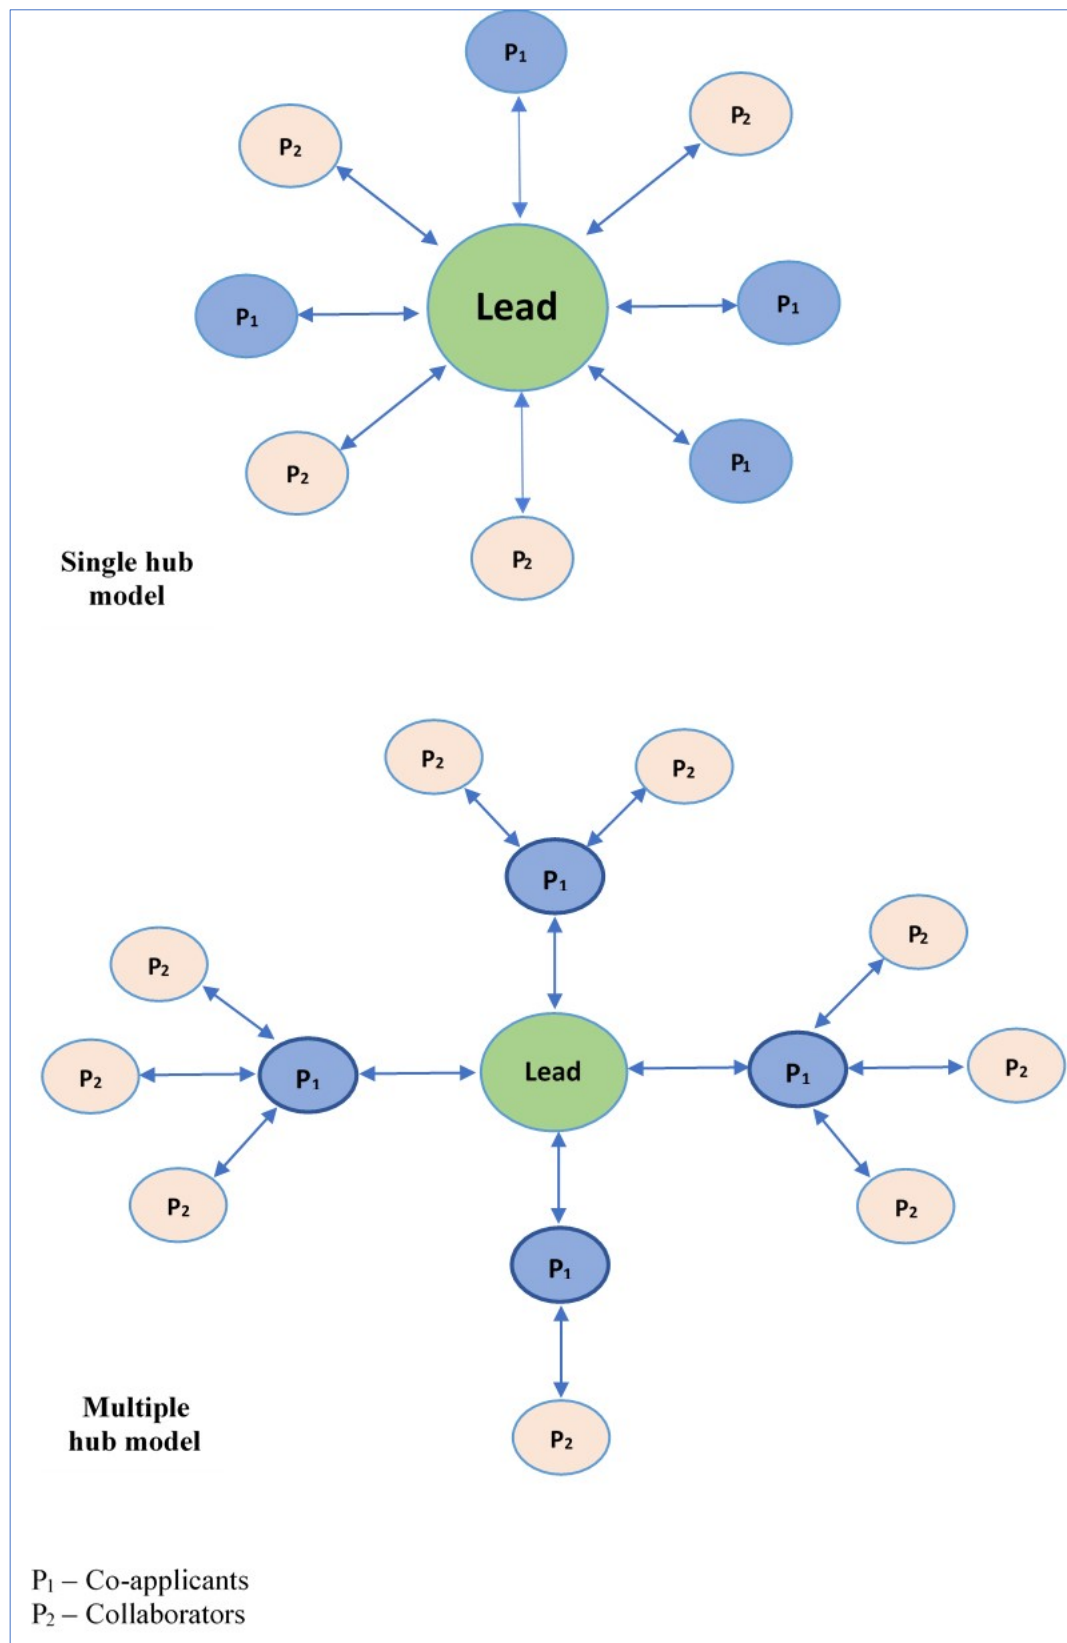 P₁
P₂
P₂
Lead
P₁
P₁
P₂
P₁
P₂
Single hub
model
P₂
P₂
P₁
P₂
P₂
P₂
P₁
Lead
P₁
P₂
P₂
P₂
P₁
P₂
Multiple
hub model
P₁ – Co-applicants
P₂ – Collaborators